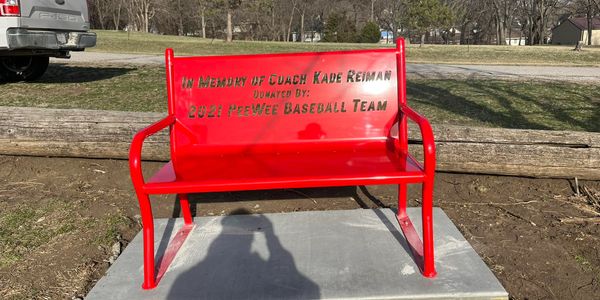 In Memory of Coach Kade Reiman
Donated By:
2021 PeeWee Baseball Team